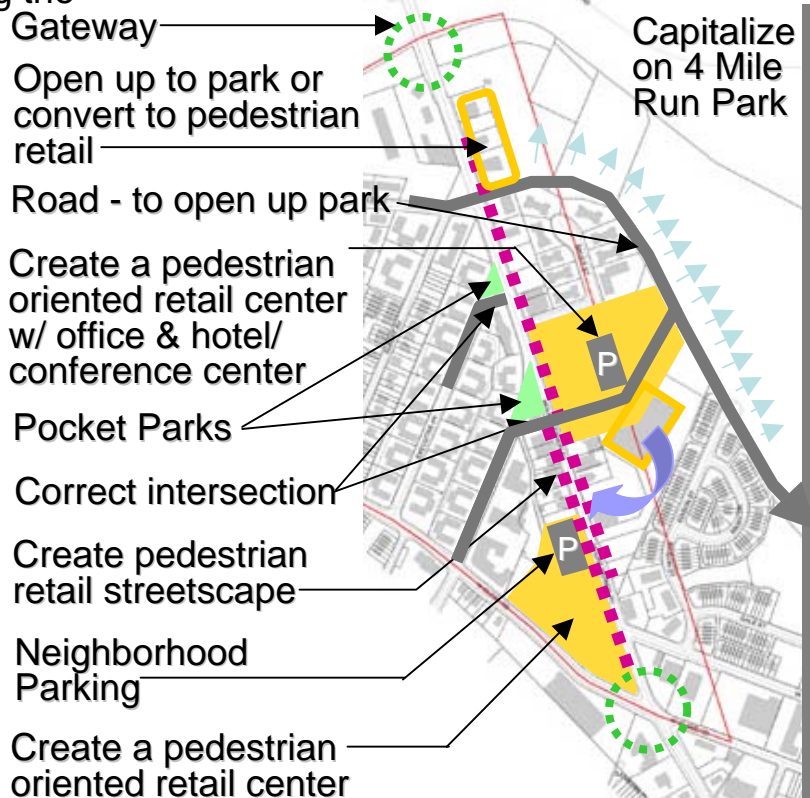 g the
Gateway
Open up to park or
convert to pedestrian
retail
Road - to open up park
Create a pedestrian
oriented retail center
w/ office & hotel/
conference center
Pocket Parks
Correct intersection
Create pedestrian
retail streetscape
Neighborhood
Parking
Create a pedestrian
oriented retail center
Capitalize
on 4 Mile
Run Park
P
P